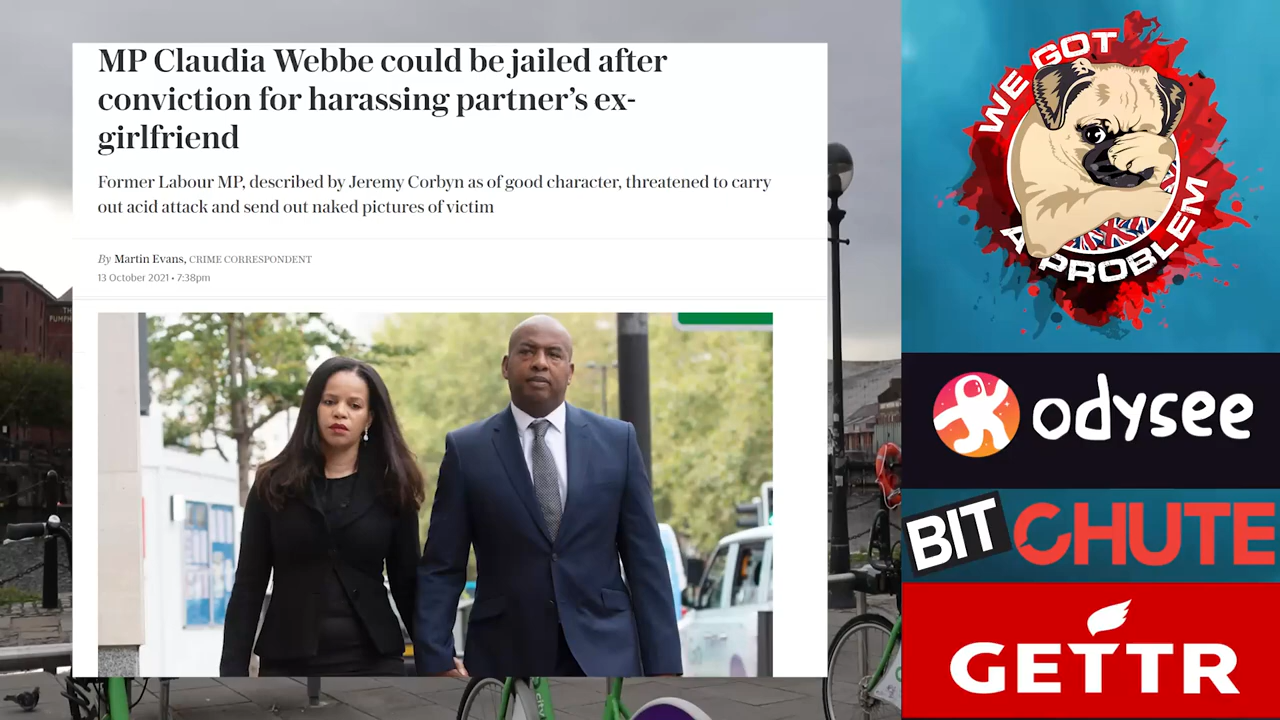 MP Claudia Webbe could be jailed after
conviction for harassing partner's ex-
girlfriend
Former Labour MP, described by Jeremy Corbyn as of good character, threatened to carry
out acid attack and send out naked pictures of victim
By Martin Evans, CRIME CORRESPONDENT
13 October 2021 • 7:38pm
WE GOT
A PROBLEM
odysee
BITCHUTE
GETTR